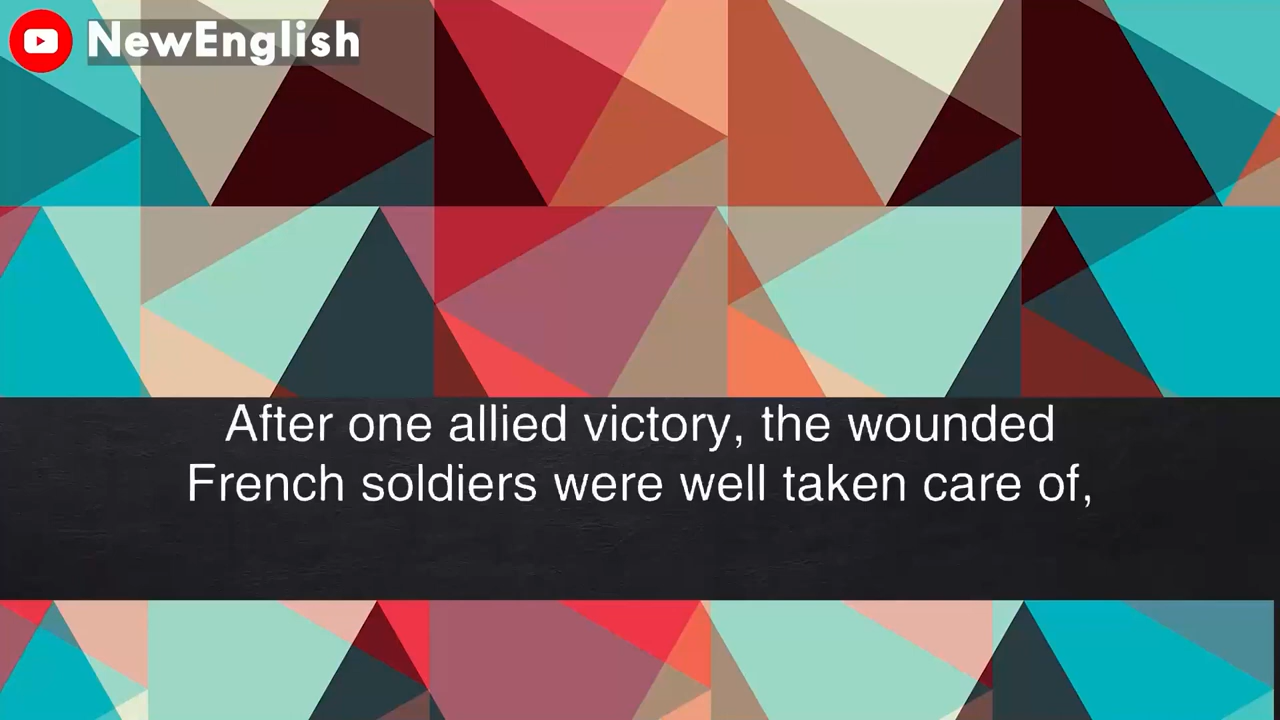 NewEnglish
After one allied victory, the wounded
French soldiers were well taken care of,